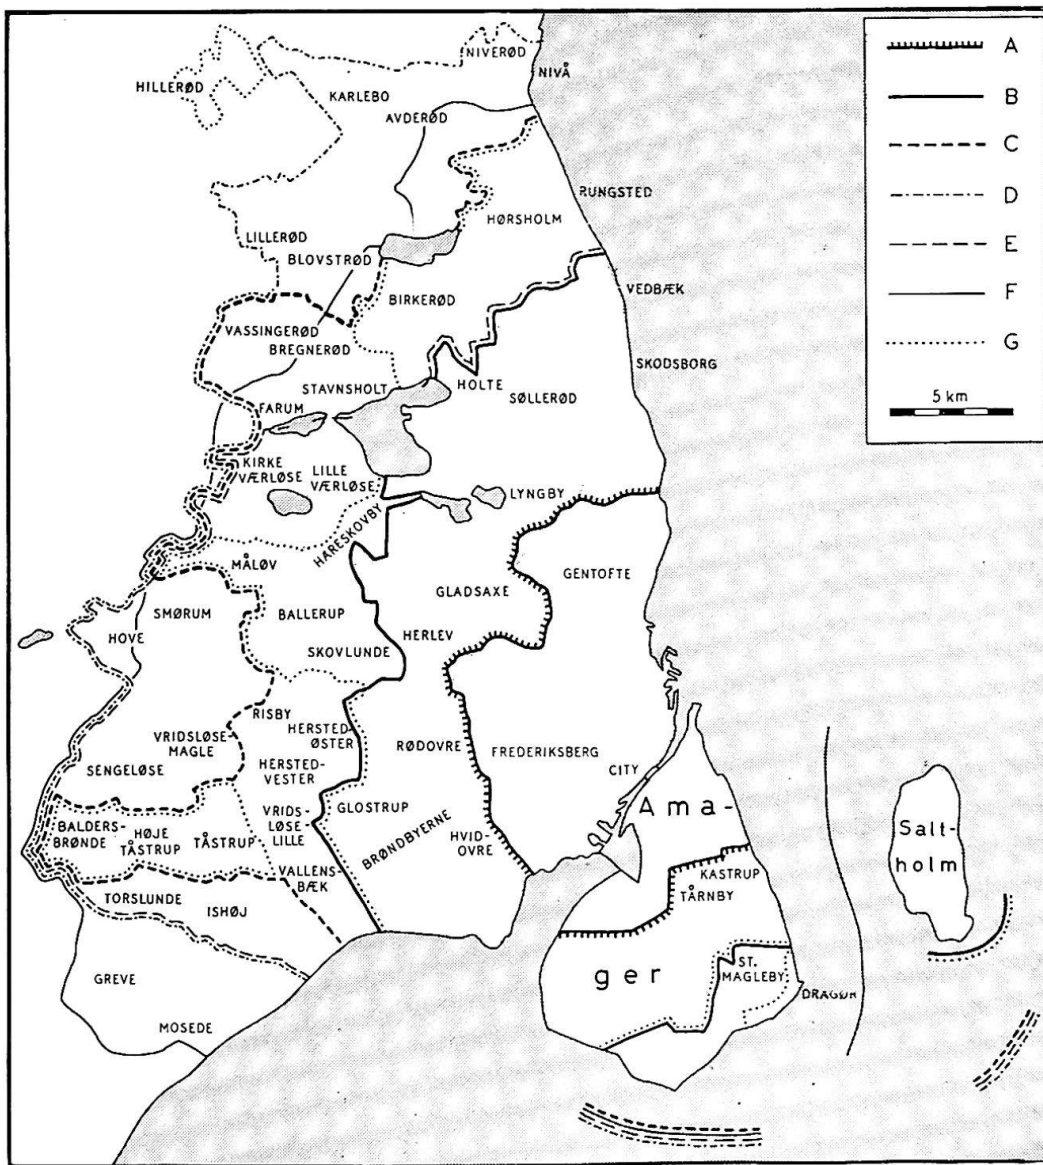 NIVERØD
NIVÅ
HILLERØD
KARLEBO
AVDERØD
RUNGSTED
HØRSHOLM
LILLERØD
BLOVSTRØD
VEDBÆK
BIRKERØD
VASSINGERØD
BREGNERØD
SKODSBORG
STAVNSHOLT
HOLTE
SØLLERØD
FARUM
KIRKE
VÆRLØSE
LILLE
VÆRLØSE
LYNGBY
HARESKOVBY
MÅLØV
GENTOFTE
GLADSAXE
SMØRUM
BALLERUP
HOVE
HERLEV
SKOVLUNDE
RISBY
HERSTED-
ØSTER
VRIDSLØSE-
MAGLE
RØDOVRE
FREDERIKSBERG
SENGELØSE
HERSTED-
VESTER
CITY
GLOSTRUP
VRIDS-
LØSE-
LILLE
BALDERS-
BRØNDE
HØJE
TÅSTRUP
TÅSTRUP
BRØNDBYERNE
HVID-
OVRE
VALLENS-
BÆK
TORSLUNDE
ISHØJ
GREVE
MOSEDE
Ama-
ger
KASTRUP
TÅRNBY
ST.
MAGLEBY
DRAGØR
Salt-
holm
A
B
C
D
E
F
G
5 km